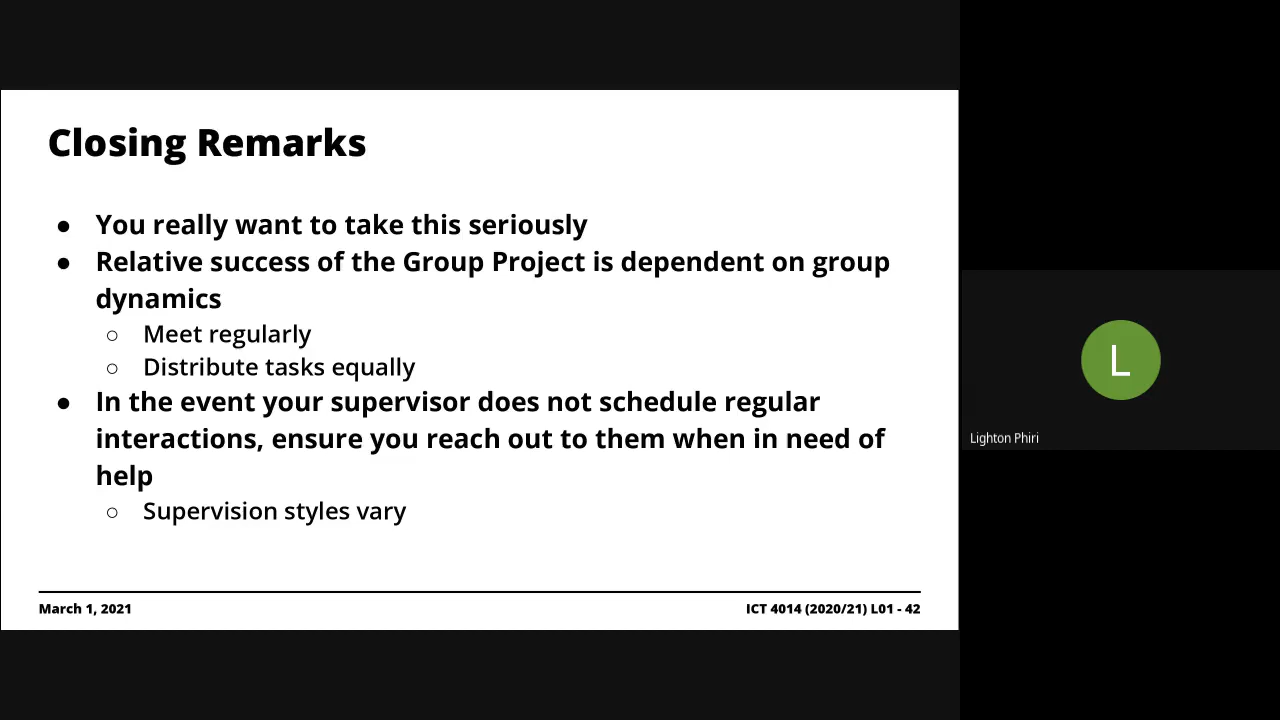 Closing Remarks
● You really want to take this seriously
● Relative success of the Group Project is dependent on group
dynamics
○ Meet regularly
○ Distribute tasks equally
● In the event your supervisor does not schedule regular
interactions, ensure you reach out to them when in need of
help
○ Supervision styles vary
March 1, 2021
ICT 4014 (2020/21) L01 - 42
L
Lighton Phiri